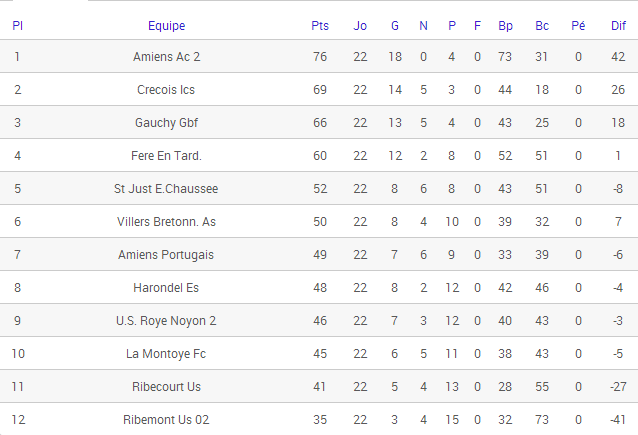 Pl Equipe Pts Jo G N P F Bp Bc Pé Dif
1 Amiens Ac 2 76 22 18 0 4 0 73 31 0 42
2 Crecois Ics 69 22 14 5 3 0 44 18 0 26
3 Gauchy Gbf 66 22 13 5 4 0 43 25 0 18
4 Fere En Tard. 60 22 12 2 8 0 52 51 0 1
5 St Just E.Chaussee 52 22 8 6 8 0 43 51 0 -8
6 Villers Bretonn. As 50 22 8 4 10 0 39 32 0 7
7 Amiens Portugais 49 22 7 6 9 0 33 39 0 -6
8 Harondel Es 48 22 8 2 12 0 42 46 0 -4
9 U.S. Roye Noyon 2 46 22 7 3 12 0 40 43 0 -3
10 La Montoye Fc 45 22 6 5 11 0 38 43 0 -5
11 Ribecourt Us 41 22 5 4 13 0 28 55 0 -27
12 Ribemont Us 02 35 22 3 4 15 0 32 73 0 -41